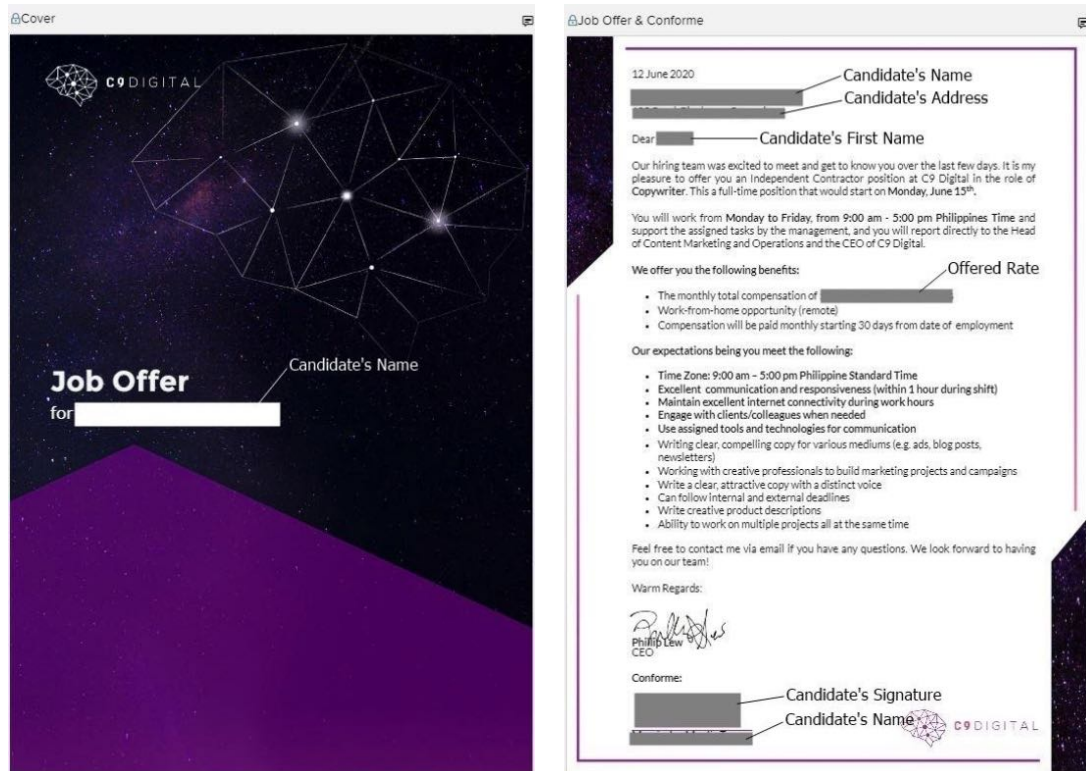 Cover
C9DIGITAL
Candidate's Name
Job Offer
for
Job Offer & Conforme
12 June 2020
Candidate's Name
Candidate's Address
Dear
Candidate's First Name
Our hiring team was excited to meet and get to know you over the last few days. It is my
pleasure to offer you an Independent Contractor position at C9 Digital in the role of
Copywriter. This a full-time position that would start on Monday, June 15th.
You will work from Monday to Friday, from 9:00 am - 5:00 pm Philippines Time and
support the assigned tasks by the management, and you will report directly to the Head
of Content Marketing and Operations and the CEO of C9 Digital.
We offer you the following benefits:
Offered Rate
• The monthly total compensation of
• Work-from-home opportunity (remote)
• Compensation will be paid monthly starting 30 days from date of employment
Our expectations being you meet the following:
• Time Zone: 9:00 am – 5:00 pm Philippine Standard Time
• Excellent communication and responsiveness (within 1 hour during shift)
• Maintain excellent internet connectivity during work hours
• Engage with clients/colleagues when needed
• Use assigned tools and technologies for communication
• Writing clear, compelling copy for various mediums (e.g. ads, blog posts,
newsletters)
• Working with creative professionals to build marketing projects and campaigns
• Write a clear, attractive copy with a distinct voice
• Can follow internal and external deadlines
• Write creative product descriptions
• Ability to work on multiple projects all at the same time
Feel free to contact me via email if you have any questions. We look forward to having
you on our team!
Warm Regards:
Phillip Lew
CEO
Conforme:
Candidate's Signature
Candidate's Name
C9DIGITAL